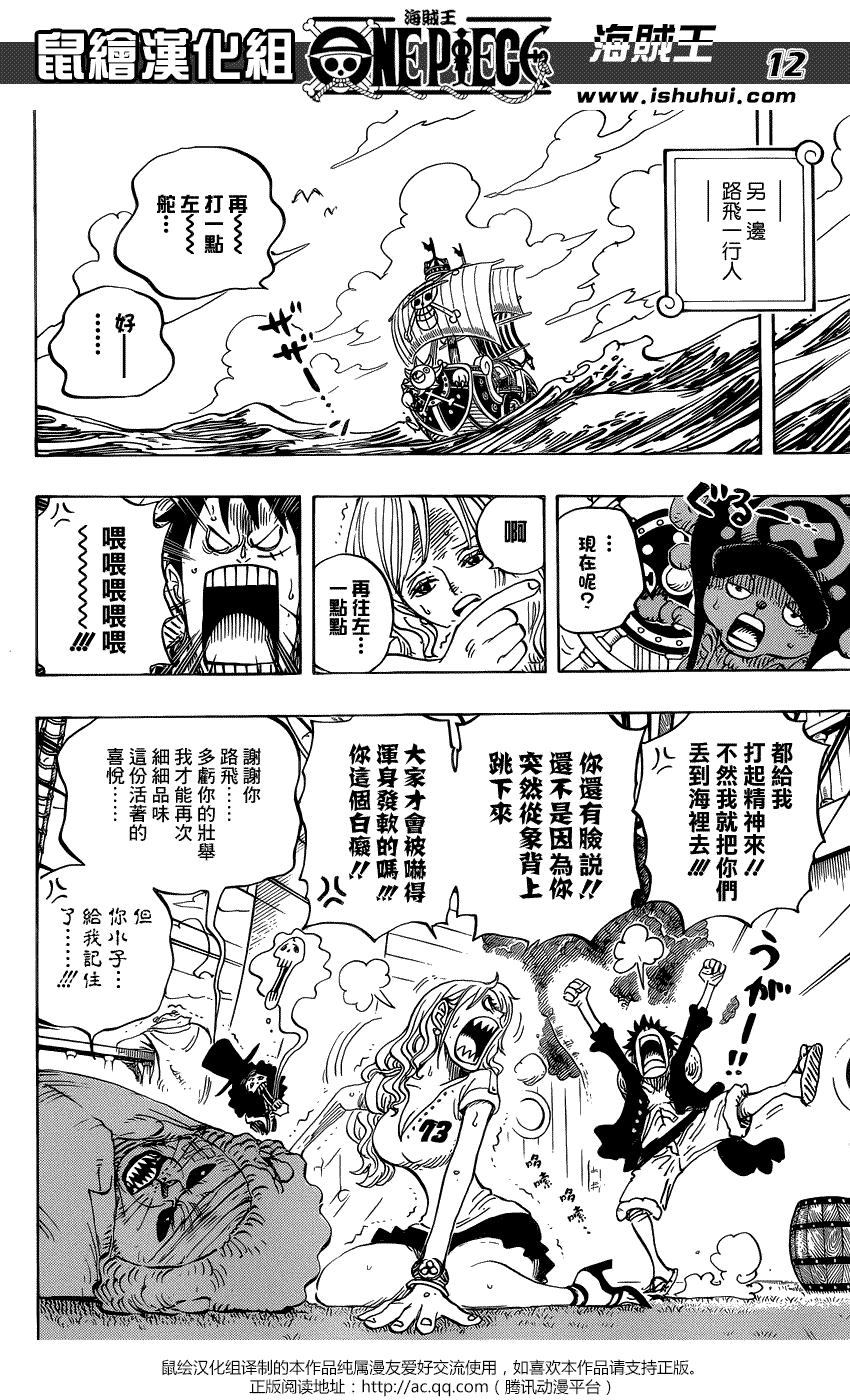 鼠繪漢化組
海賊王
ONE PIECE
海賊王
12
www.ishuhui.com
另一邊
路飛一行人
再
打一點
左
舵…
好——
……
ザザ…
ぐるー…
…
現在呢？
啊
再往左…
一點點
喂喂喂喂喂
~~~!!!
都給我
打起精神來!!
不然我就把你們
丟到海裡去!!!
你還有臉說!!
還不是因為你
突然從象背上
跳下來
大家才會被嚇得
渾身發軟的嗎!!!
你這個白癡!!
謝謝你
路飛……
多虧你的壯舉
我才能再次
細細品味
這份活著的
喜悅……
但
你小子…
給我記住
了……!!!
うがー!!
哆嗦
哆嗦…
73
鼠绘汉化组译制的本作品纯属漫友爱好交流使用，如喜欢本作品请支持正版。
正版阅读地址：http://ac.qq.com（腾讯动漫平台）